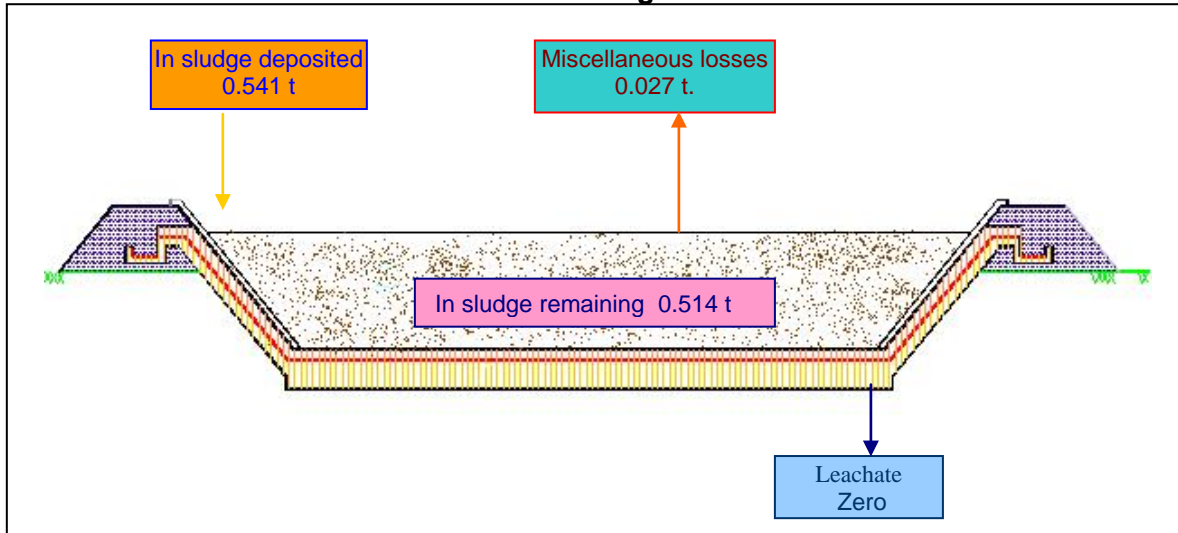 In sludge deposited
0.541 t
Miscellaneous losses
0.027 t.
In sludge remaining 0.514 t
Leachate
Zero